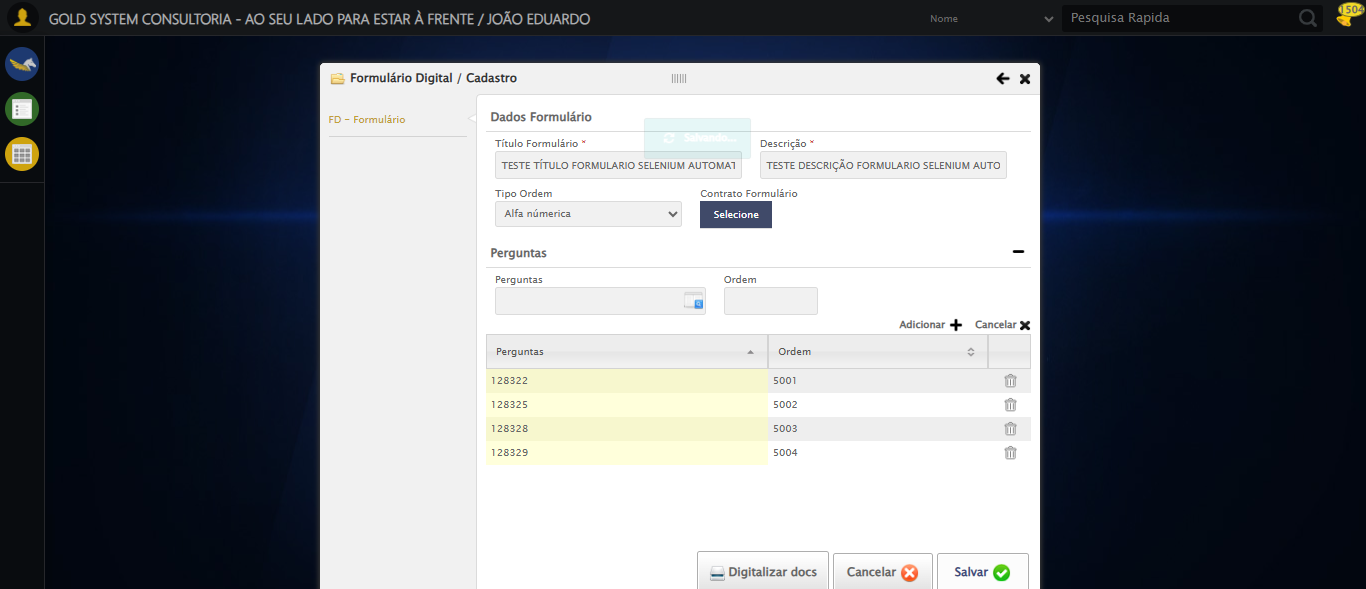 GOLD SYSTEM CONSULTORIA - AO SEU LADO PARA ESTAR À FRENTE / JOÃO EDUARDO
Nome
Pesquisa Rapida
1504
Formulário Digital / Cadastro
FD - Formulário
Dados Formulário
Salvando...
Título Formulário *
Descrição *
TESTE TÍTULO FORMULARIO SELENIUM AUTOMAT
TESTE DESCRIÇÃO FORMULARIO SELENIUM AUTO
Tipo Ordem
Contrato Formulário
Alfa númerica
Selecione
Perguntas
Perguntas
Ordem
Adicionar
Cancelar
Perguntas
Ordem
128322 5001
128325 5002
128328 5003
128329 5004
Digitalizar docs
Cancelar
Salvar